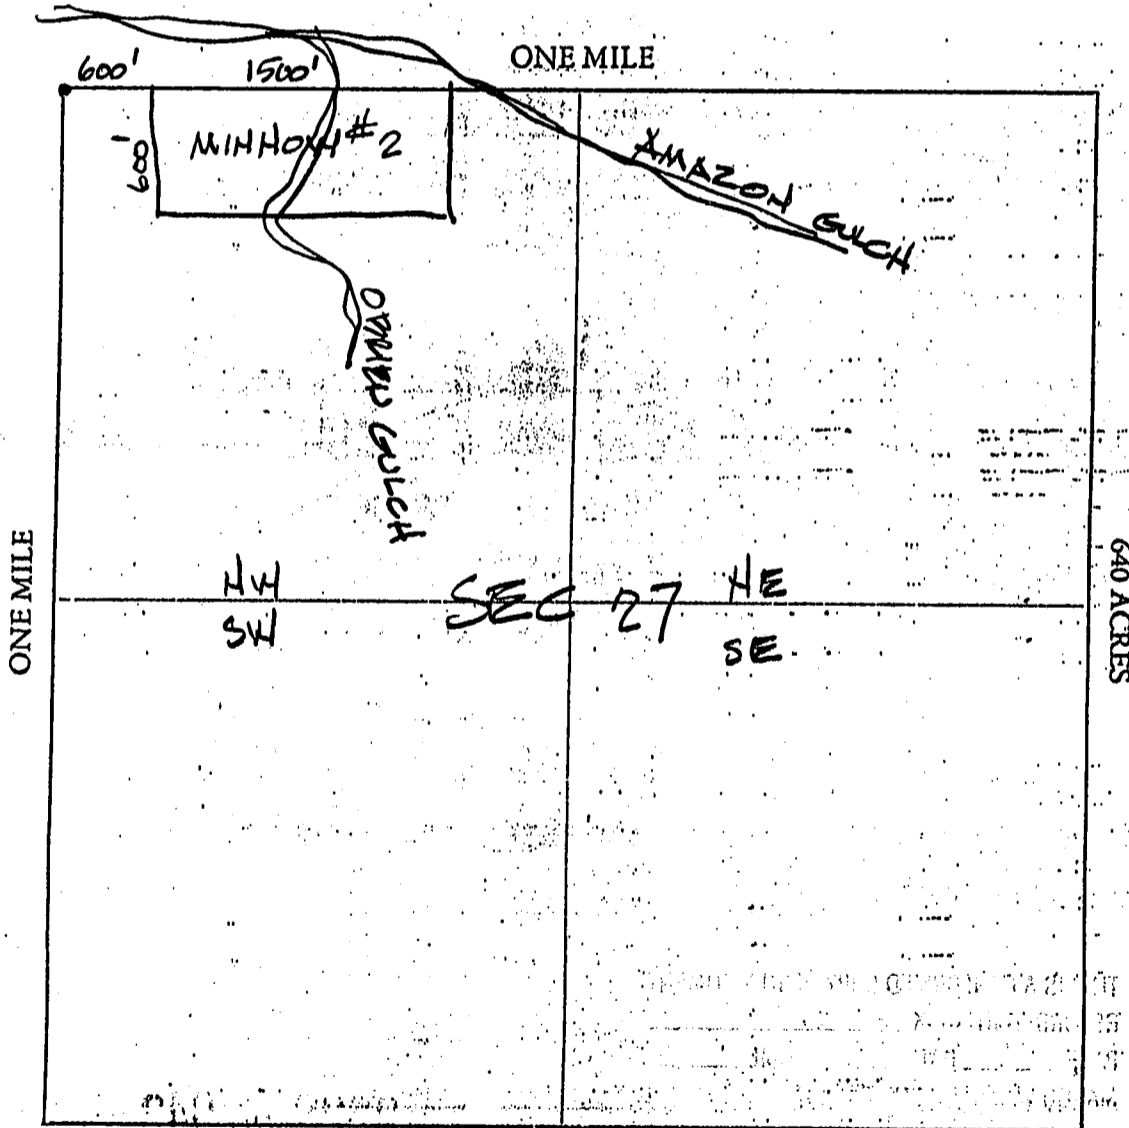 ONE MILE
600'
1500'
600'
MINNOW #2
AMAZON GULCH
GULCH
ONE MILE
640 ACRES
NW
SEC 27
NE
SW
SE